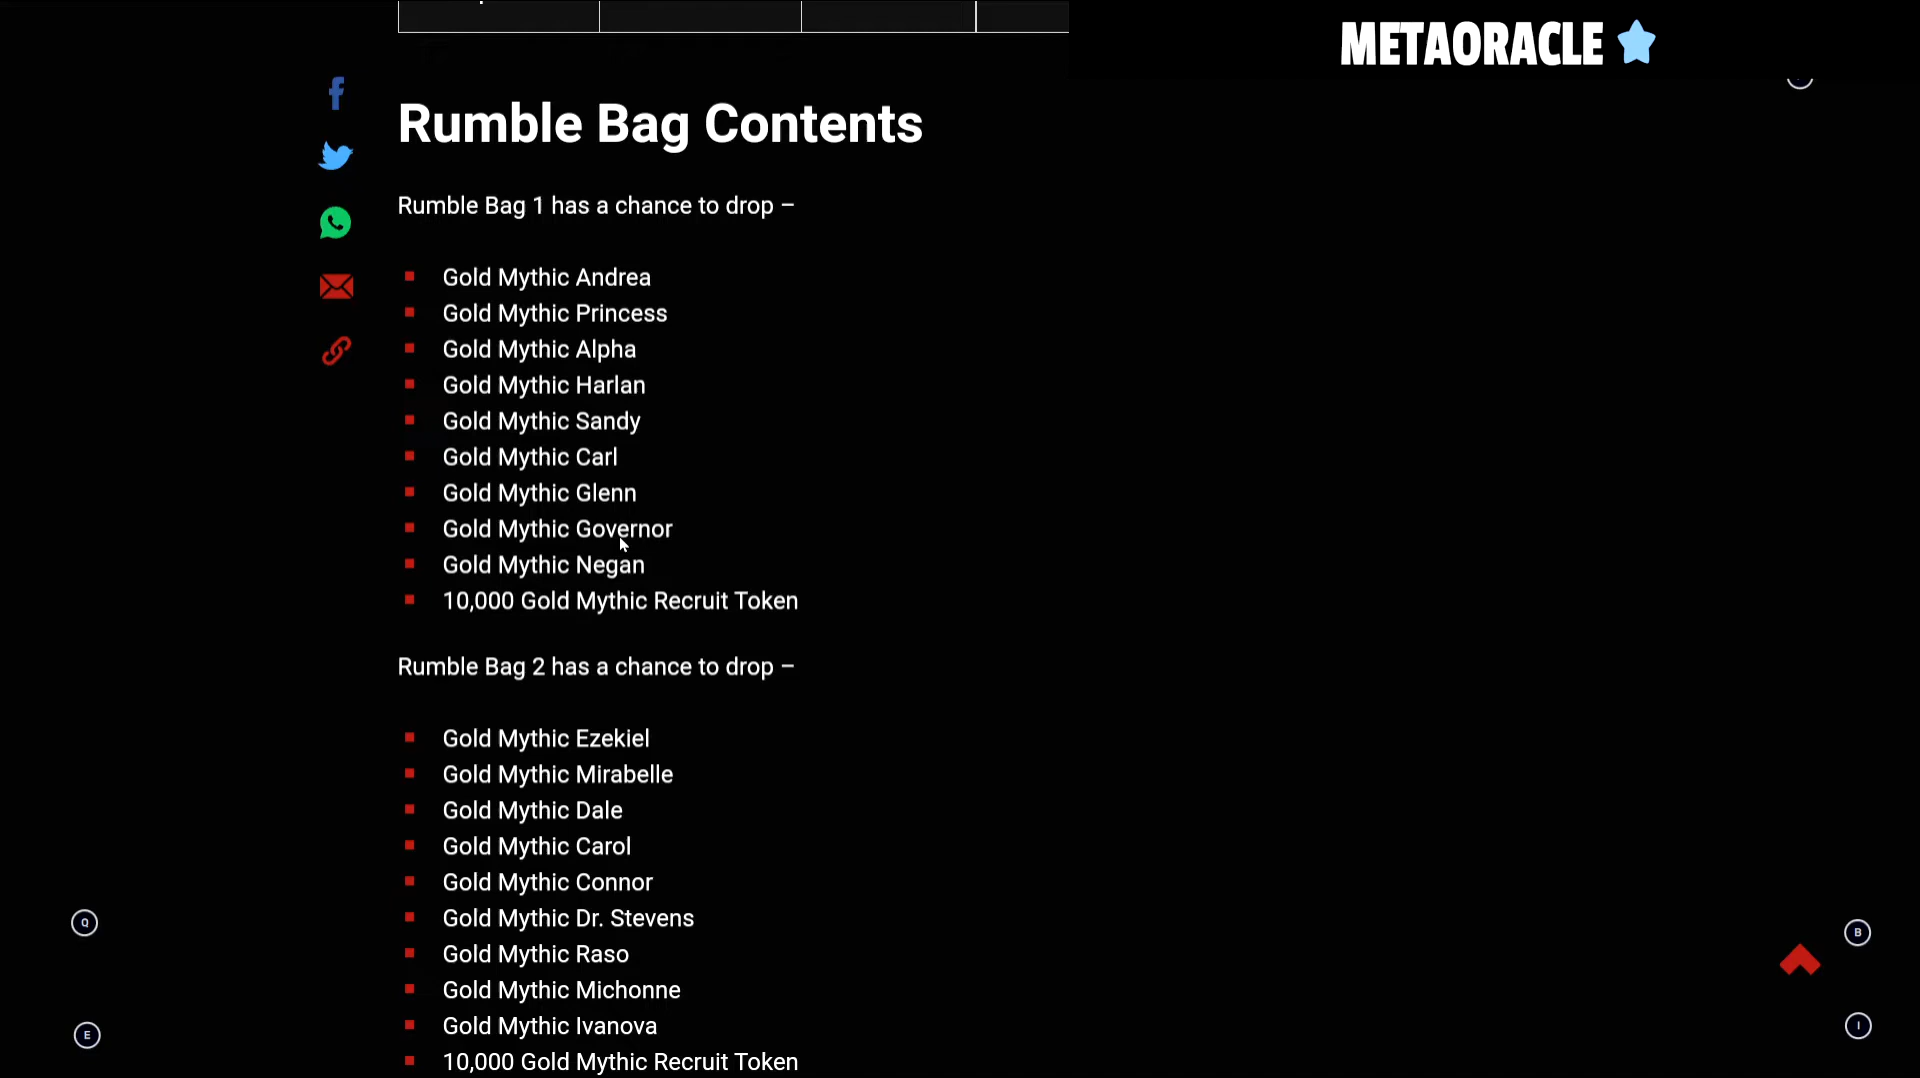 METAORACLE
Rumble Bag Contents
Rumble Bag 1 has a chance to drop –
Gold Mythic Andrea
Gold Mythic Princess
Gold Mythic Alpha
Gold Mythic Harlan
Gold Mythic Sandy
Gold Mythic Carl
Gold Mythic Glenn
Gold Mythic Governor
Gold Mythic Negan
10,000 Gold Mythic Recruit Token
Rumble Bag 2 has a chance to drop –
Gold Mythic Ezekiel
Gold Mythic Mirabelle
Gold Mythic Dale
Gold Mythic Carol
Gold Mythic Connor
Gold Mythic Dr. Stevens
Gold Mythic Raso
Gold Mythic Michonne
Gold Mythic Ivanova
10,000 Gold Mythic Recruit Token
Q
B
E
I